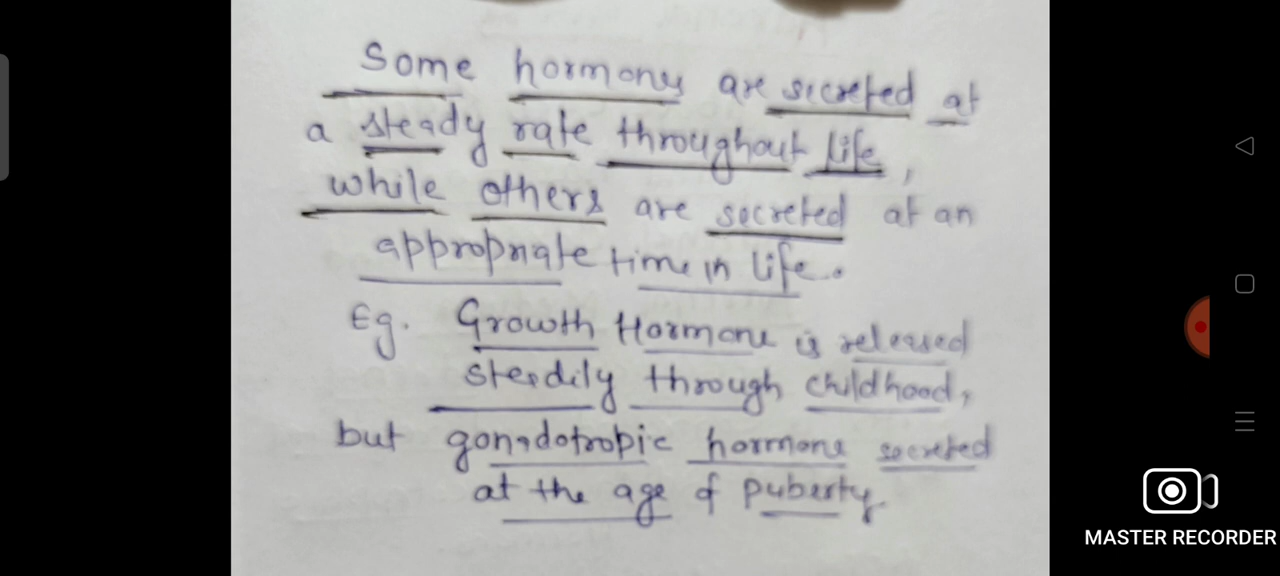 Some hormones are secreted at
a steady rate throughout life,
while others are secreted at an
appropriate time in life.
Eg. Growth Hormone is released
steadily through childhood,
but gonadotropic hormone secreted
at the age of puberty.
MASTER RECORDER